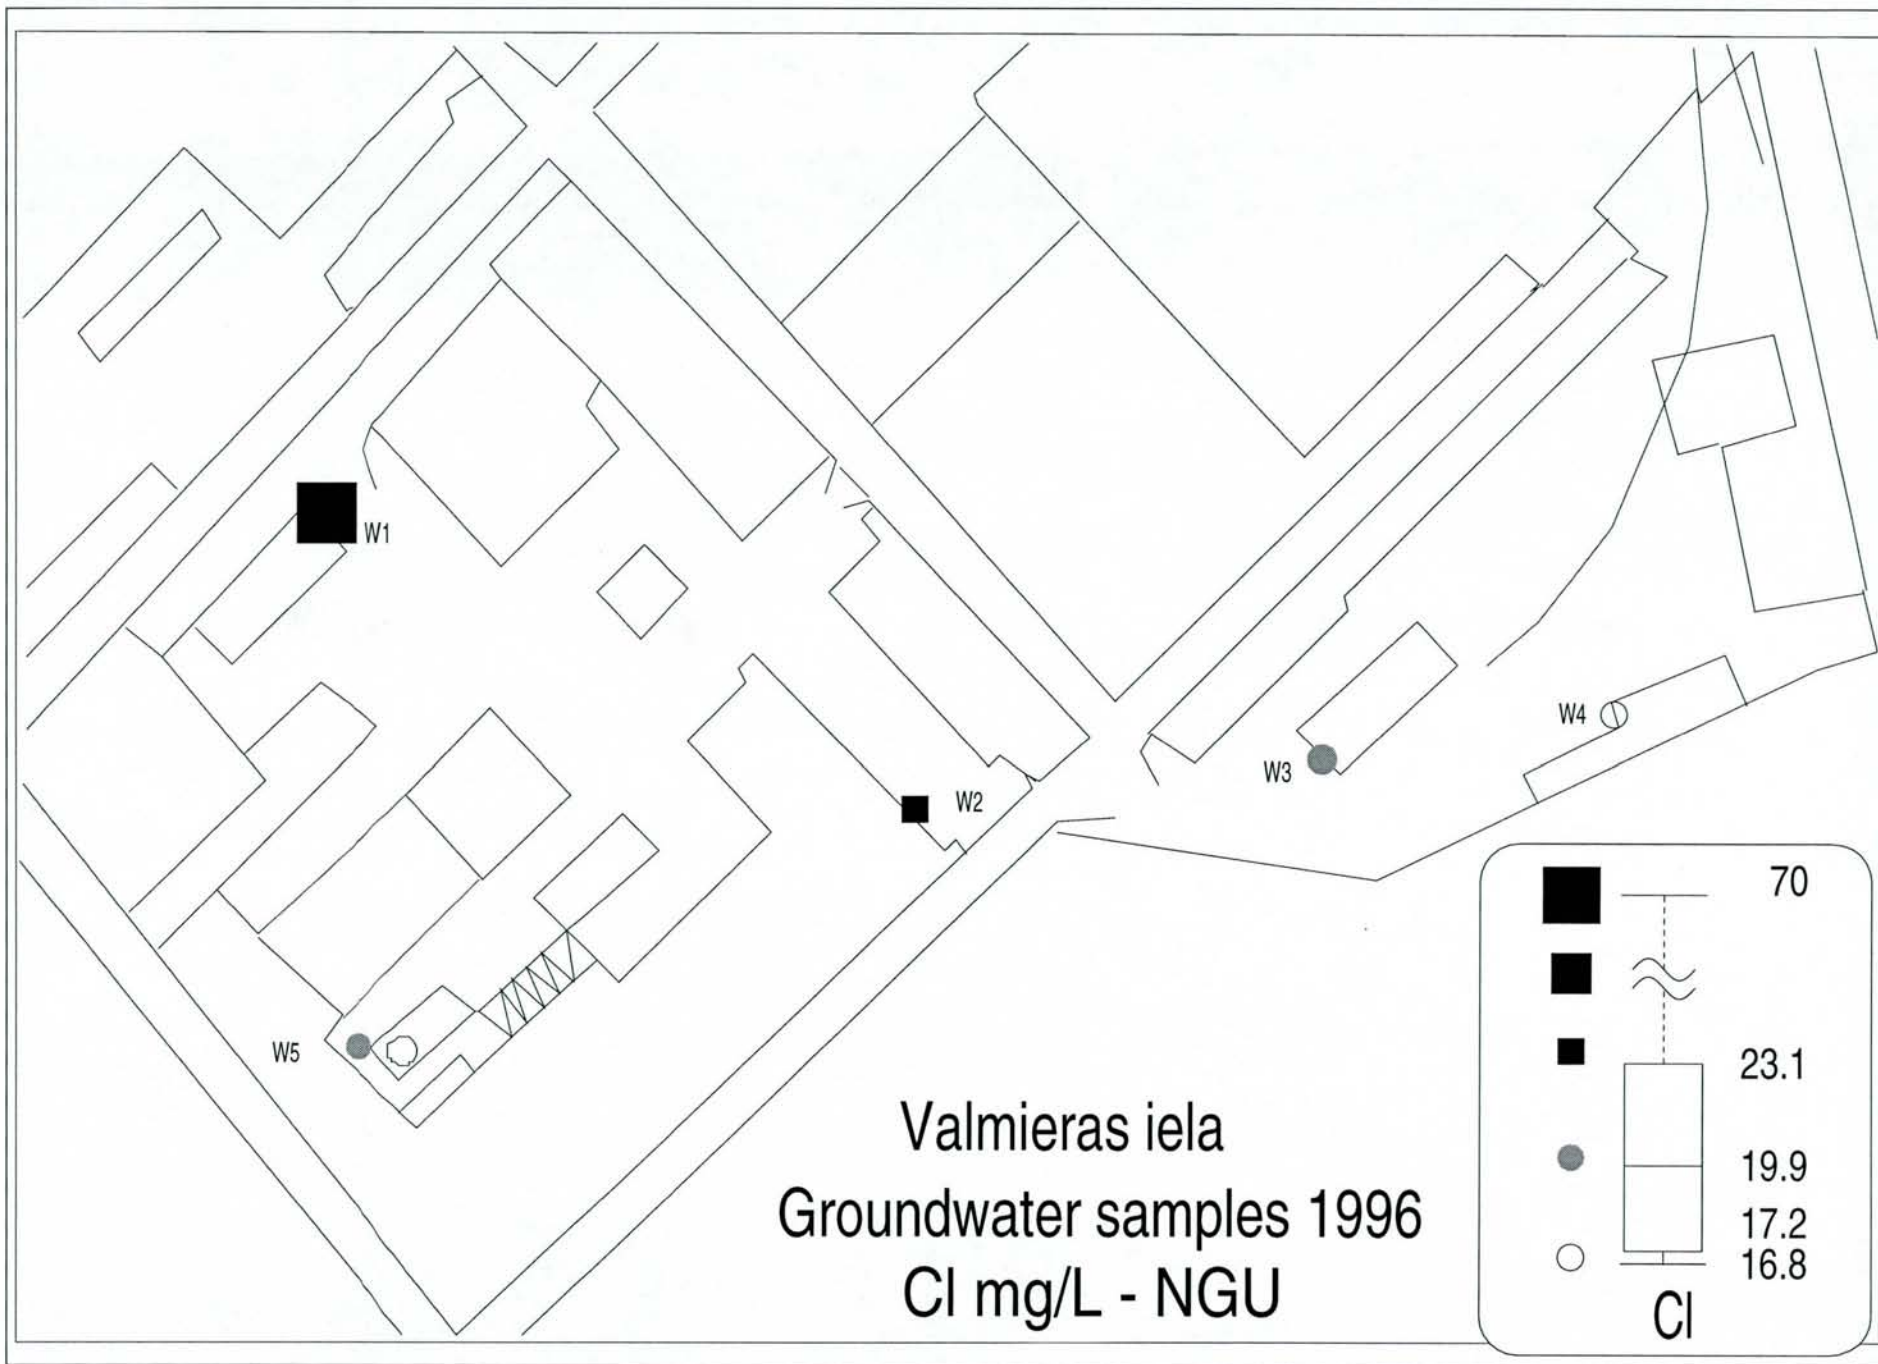 W1
W2
W3
W4
W5
Valmieras iela
Groundwater samples 1996
Cl mg/L - NGU
70
23.1
19.9
17.2
16.8
Cl